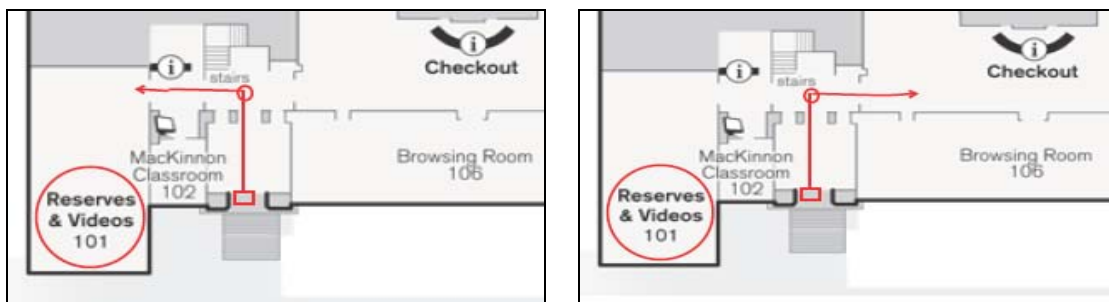 i
stairs
i
Checkout
MacKinnon
Classroom
102
Browsing Room
106
Reserves
& Videos
101
i
stairs
i
Checkout
MacKinnon
Classroom
102
Browsing Room
106
Reserves
& Videos
101